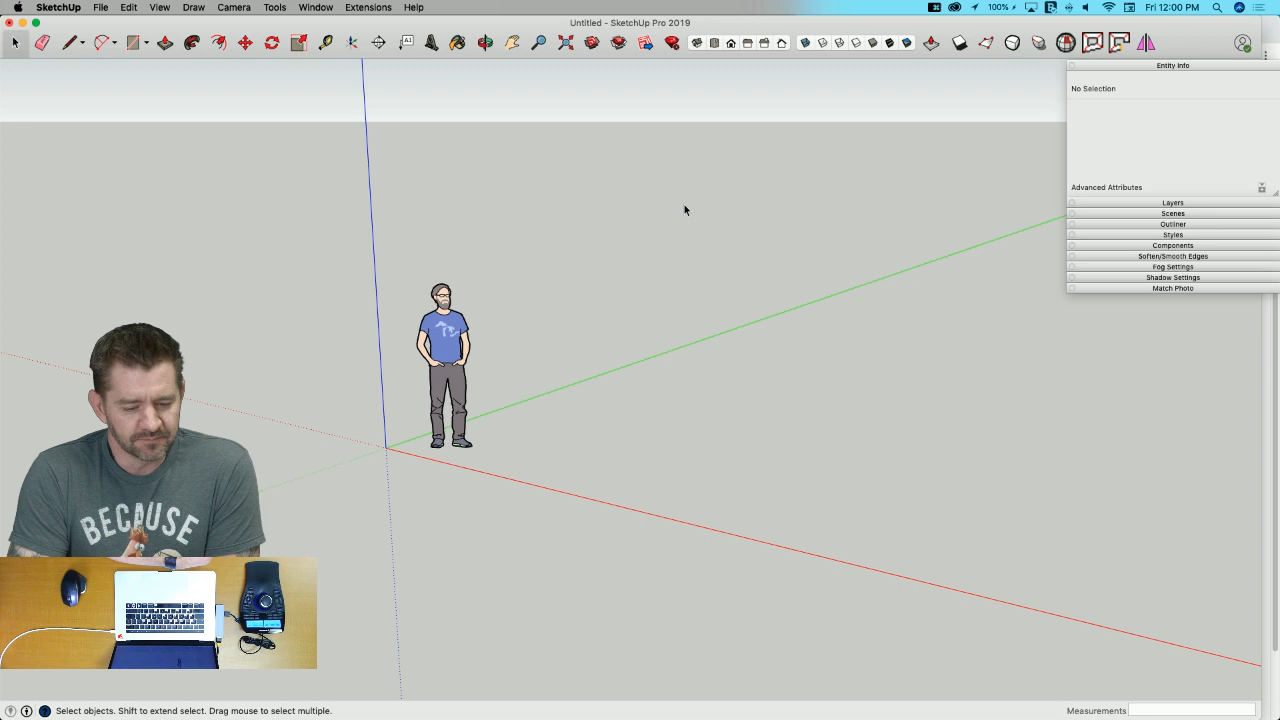 SketchUp File Edit View Draw Camera Tools Window Extensions Help 100% Fri 12:00 PM
Untitled - SketchUp Pro 2019
Entity Info
No Selection
Advanced Attributes
Layers
Scenes
Outliner
Styles
Components
Soften/Smooth Edges
Fog Settings
Shadow Settings
Match Photo
BECAUSE
Select objects. Shift to extend select. Drag mouse to select multiple.
Measurements